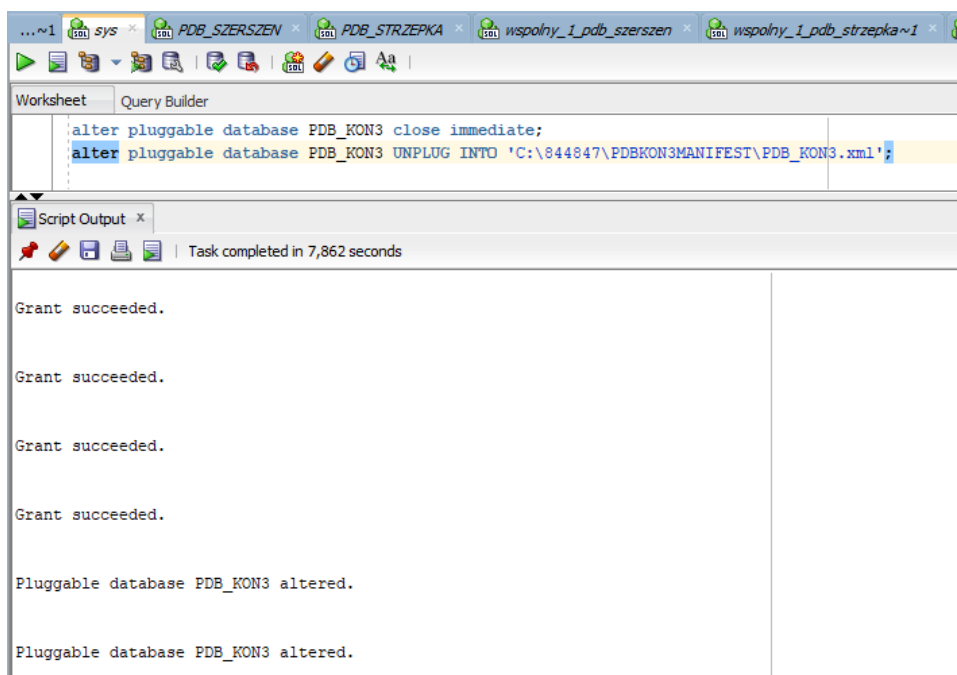 ...~1 sys PDB_SZERSZEN PDB_STRZEPKA wspolny_1_pdb_szerszen wspolny_1_pdb_strzepka~1
Worksheet Query Builder
alter pluggable database PDB_KON3 close immediate;
alter pluggable database PDB_KON3 UNPLUG INTO 'C:\844847\PDBKON3MANIFEST\PDB_KON3.xml';
Script Output x
Task completed in 7,862 seconds
Grant succeeded.
Grant succeeded.
Grant succeeded.
Grant succeeded.
Pluggable database PDB_KON3 altered.
Pluggable database PDB_KON3 altered.